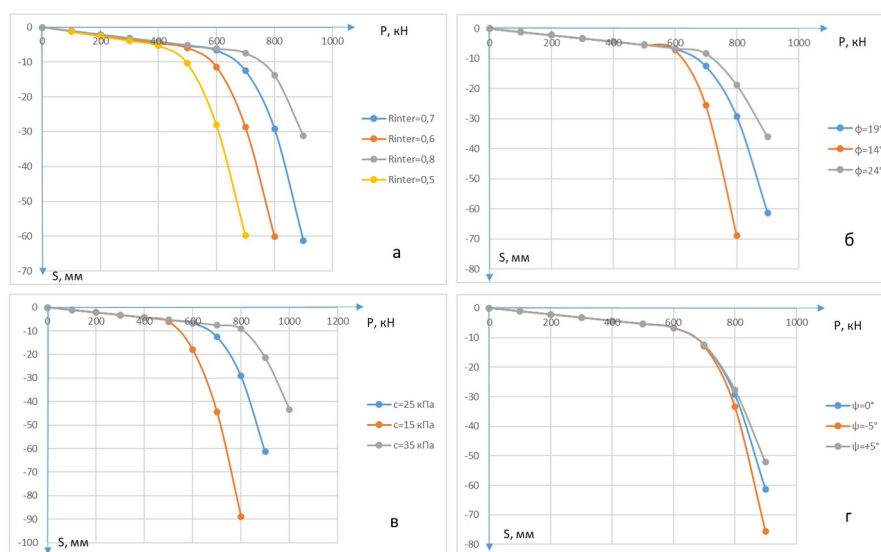 0 200 400 600 800 1000 P, кН
0
-10
-20
-30
-40
-50
-60
-70
Rinter=0,7
Rinter=0,6
Rinter=0,8
Rinter=0,5
а
S, мм
0 200 400 600 800 1000 P, кН
0
-10
-20
-30
-40
-50
-60
-70
-80
ф=19°
ф=14°
ф=24°
б
S, мм
0 200 400 600 800 1000 1200 P, кН
0
-10
-20
-30
-40
-50
-60
-70
-80
-90
-100
c=25 кПа
c=15 кПа
c=35 кПа
в
S, мм
0 200 400 600 800 1000 P, кН
0
-10
-20
-30
-40
-50
-60
-70
-80
ψ=0°
ψ=-5°
ψ=+5°
г
S, мм